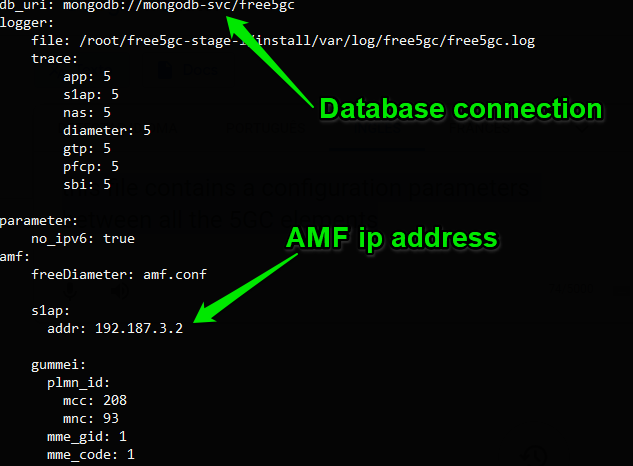 db_uri: mongodb://mongodb-svc/free5gc
logger:
    file: /root/free5gc-stage-1/install/var/log/free5gc/free5gc.log
    trace:
        app: 5
        s1ap: 5
        nas: 5
        diameter: 5
        gtp: 5
        pfcp: 5
        sbi: 5
Database connection
parameter:
    no_ipv6: true
amf:
    freeDiameter: amf.conf
AMF ip address
    s1ap:
      addr: 192.187.3.2
    gummei:
      plmn_id:
        mcc: 208
        mnc: 93
      mme_gid: 1
      mme_code: 1